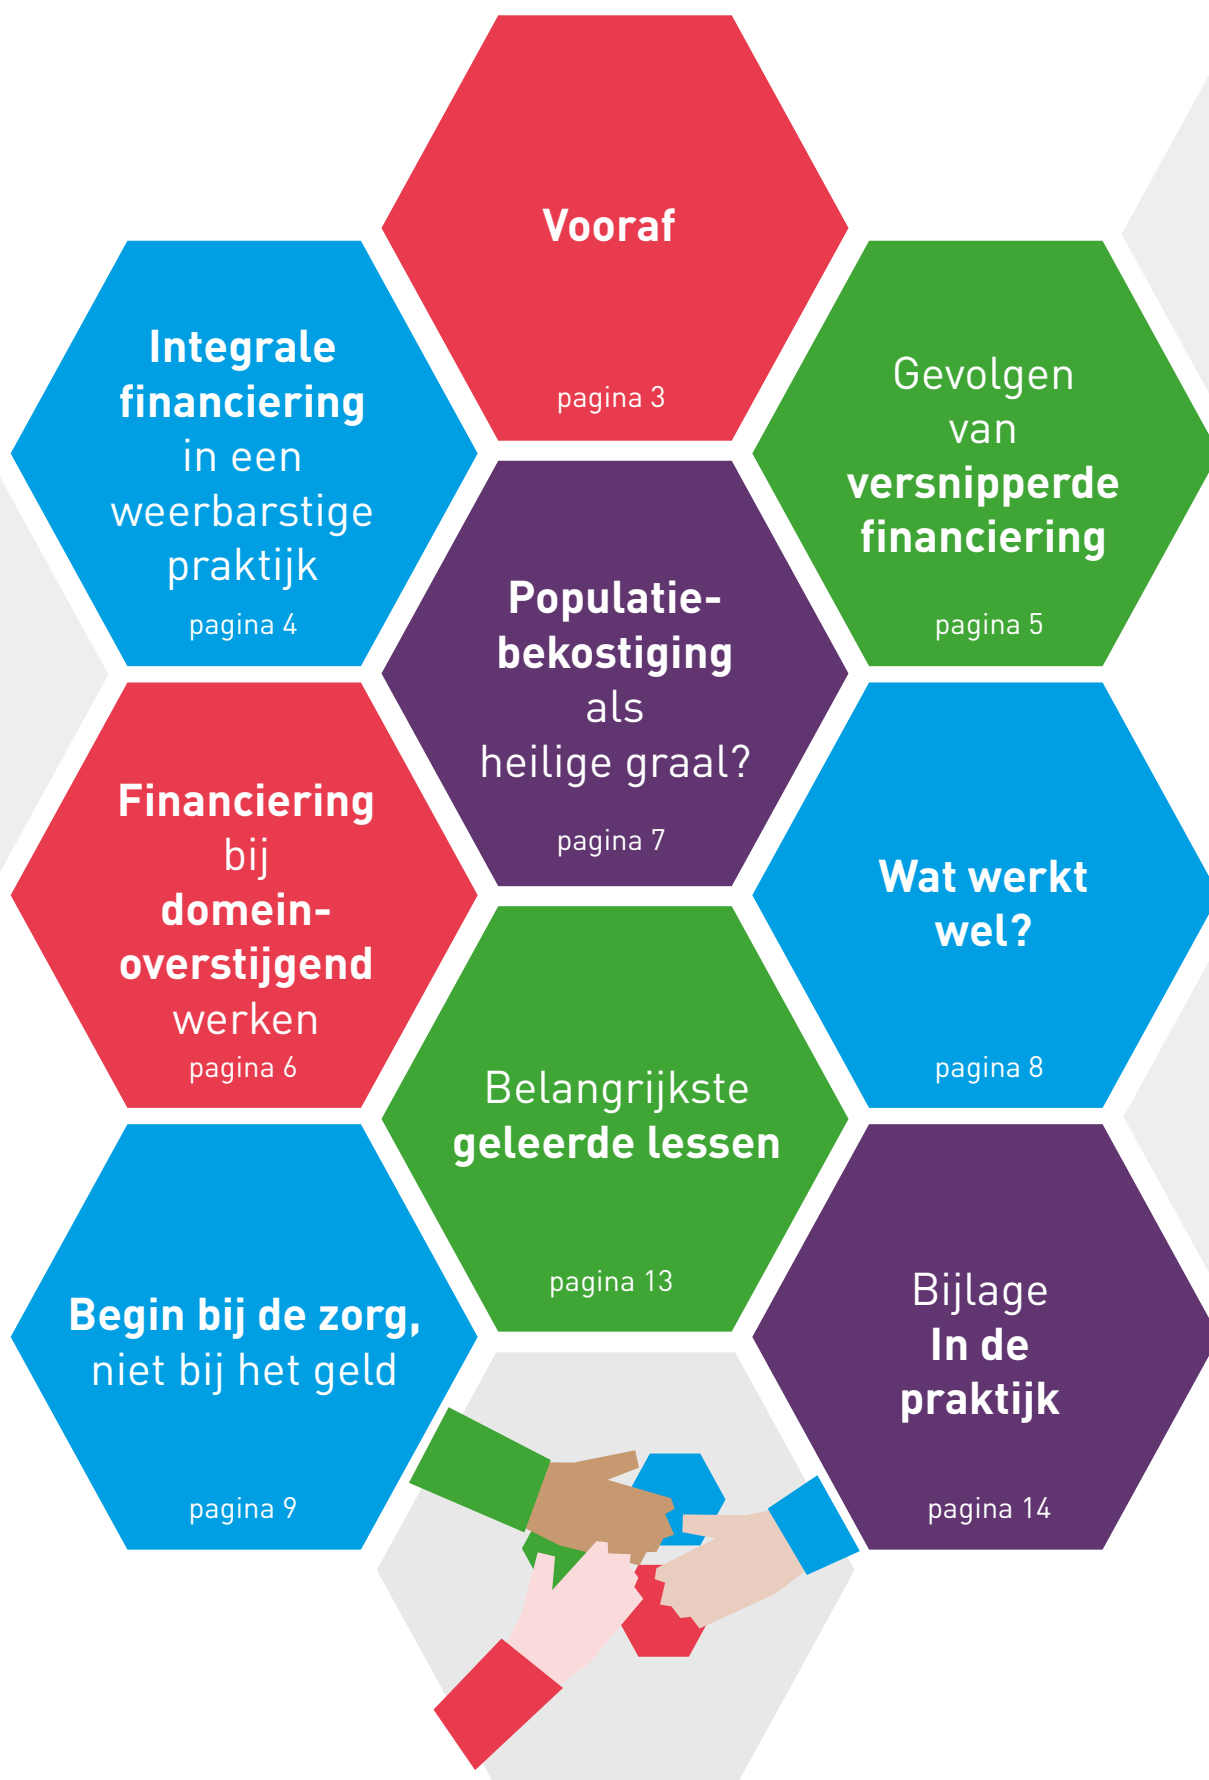 Vooraf
pagina 3
Integrale
financiering
in een
weerbarstige
praktijk
pagina 4
Gevolgen
van
versnipperde
financiering
pagina 5
Financiering
bij
domein-
overstijgend
werken
pagina 6
Populatie-
bekostiging
als
heilige graal?
pagina 7
Wat werkt
wel?
pagina 8
Begin bij de zorg,
niet bij het geld
pagina 9
Belangrijkste
geleerde lessen
pagina 13
Bijlage
In de
praktijk
pagina 14